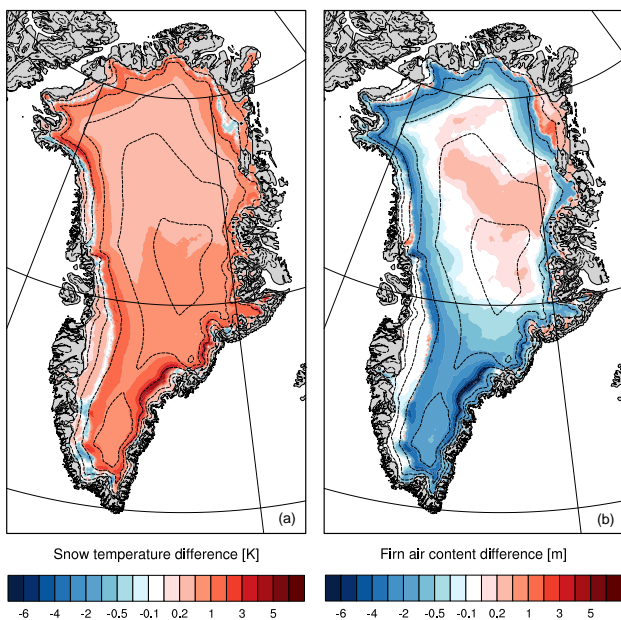 (a)
(b)
Snow temperature difference [K]
Firn air content difference [m]
-6 -4 -2 -0.5 -0.1 0.2 1 3 5
-6 -4 -2 -0.5 -0.1 0.2 1 3 5